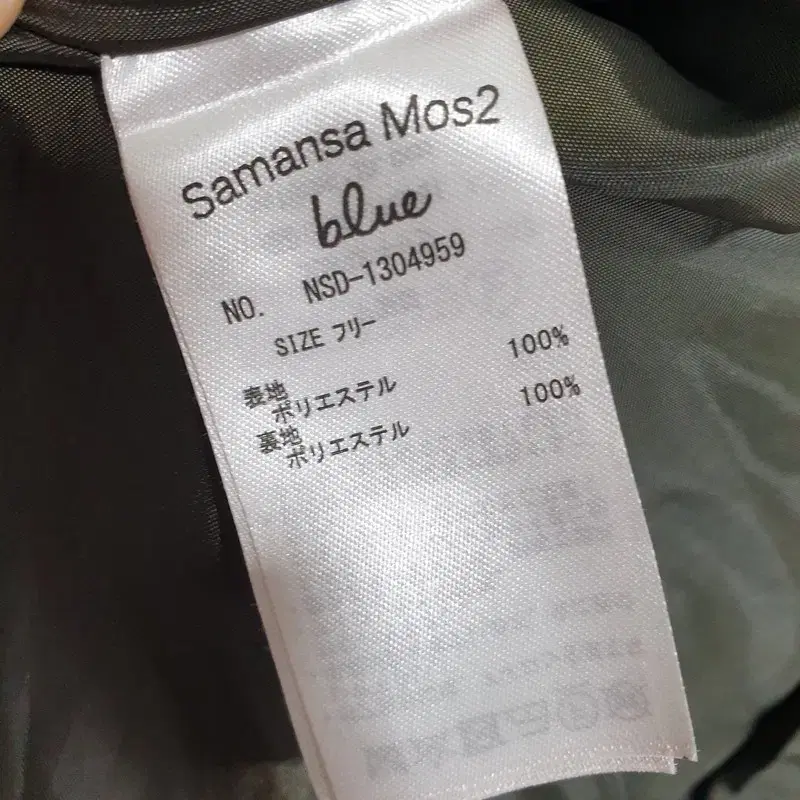 Samansa Mos2
blue
NO. NSD-1304959
SIZE フリー
表地
ポリエステル 100%
裏地
ポリエステル 100%